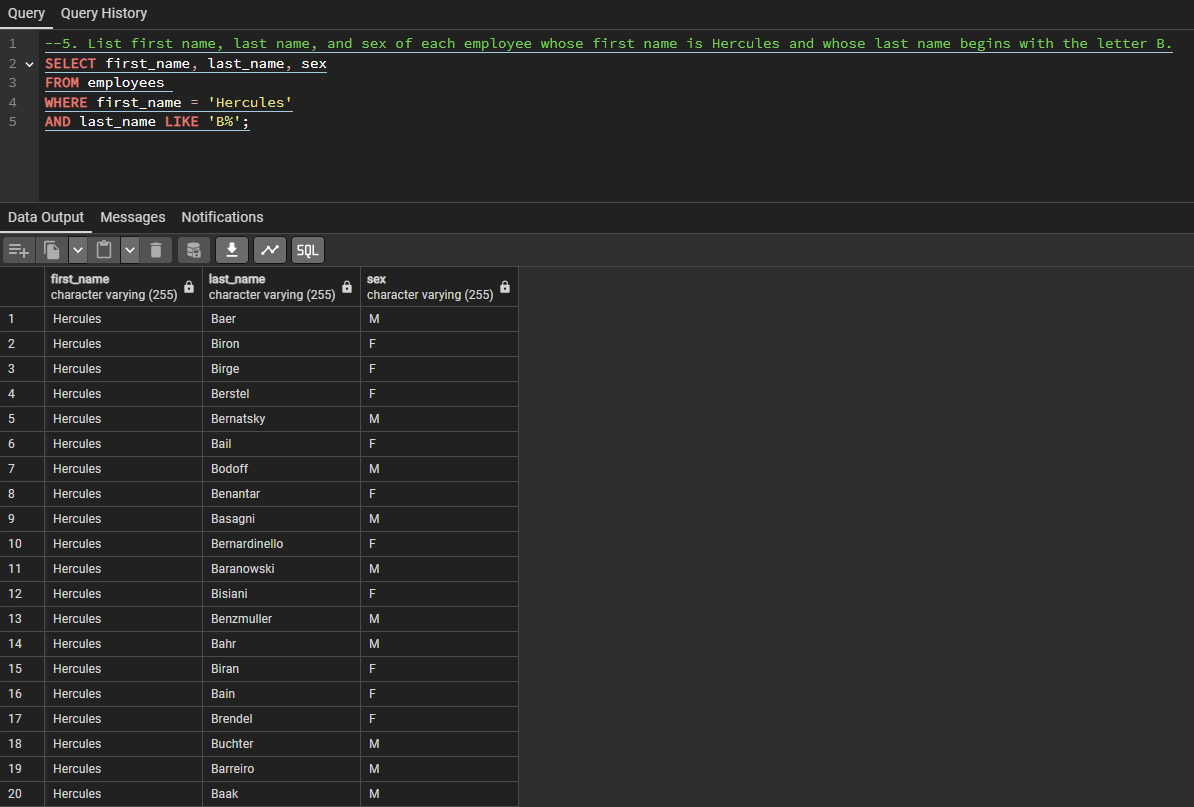 Query Query History
1 --5. List first name, last name, and sex of each employee whose first name is Hercules and whose last name begins with the letter B.
2 SELECT first_name, last_name, sex
3 FROM employees
4 WHERE first_name = 'Hercules'
5 AND last_name LIKE 'B%';
Data Output Messages Notifications
SQL
first_name last_name sex
character varying (255) character varying (255) character varying (255)
1 Hercules Baer M
2 Hercules Biron F
3 Hercules Birge F
4 Hercules Berstel F
5 Hercules Bernatsky M
6 Hercules Bail F
7 Hercules Bodoff M
8 Hercules Benantar F
9 Hercules Basagni M
10 Hercules Bernardinello F
11 Hercules Baranowski M
12 Hercules Bisiani F
13 Hercules Benzmuller M
14 Hercules Bahr M
15 Hercules Biran F
16 Hercules Bain F
17 Hercules Brendel F
18 Hercules Buchter M
19 Hercules Barreiro M
20 Hercules Baak M